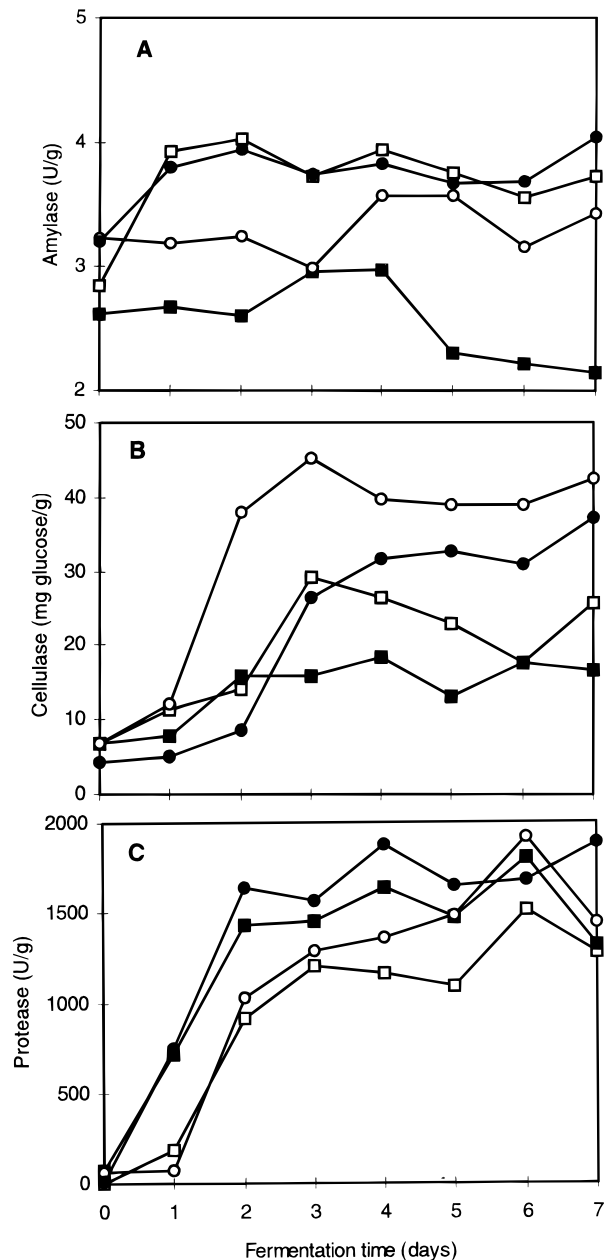 A
Amylase (U/g)
5
4
3
2
B
Cellulase (mg glucose/g)
50
40
30
20
10
0
C
Protease (U/g)
2000
1500
1000
500
0
0 1 2 3 4 5 6 7
Fermentation time (days)